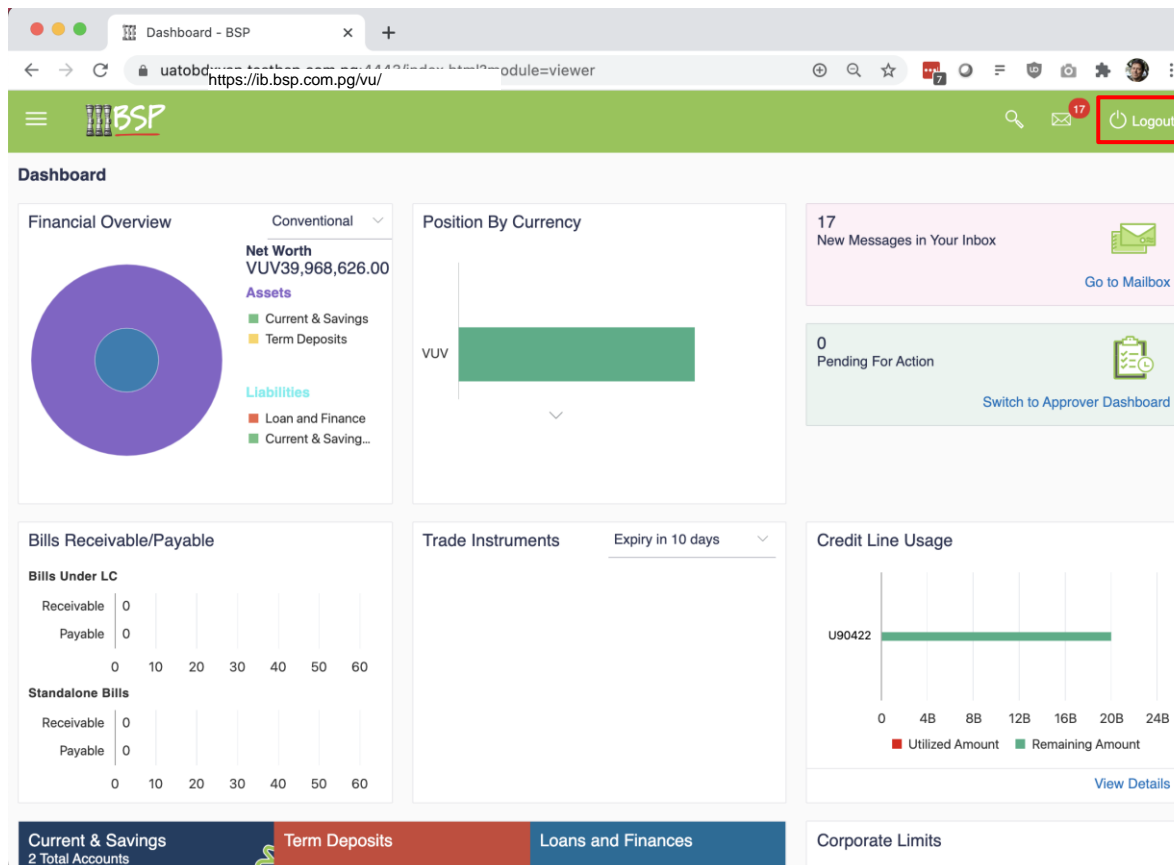 Dashboard - BSP
https://ib.bsp.com.pg/vu/
module=viewer
7
BSP
17
Logout
Dashboard
Financial Overview
Conventional
Net Worth
VUV39,968,626.00
Assets
Current & Savings
Term Deposits
Liabilities
Loan and Finance
Current & Saving...
Position By Currency
VUV
17
New Messages in Your Inbox
Go to Mailbox
0
Pending For Action
Switch to Approver Dashboard
Bills Receivable/Payable
Bills Under LC
Receivable 0
Payable 0
0 10 20 30 40 50 60
Standalone Bills
Receivable 0
Payable 0
0 10 20 30 40 50 60
Trade Instruments
Expiry in 10 days
Credit Line Usage
U90422
0 4B 8B 12B 16B 20B 24B
Utilized Amount Remaining Amount
View Details
Current & Savings
2 Total Accounts
Term Deposits
Loans and Finances
Corporate Limits